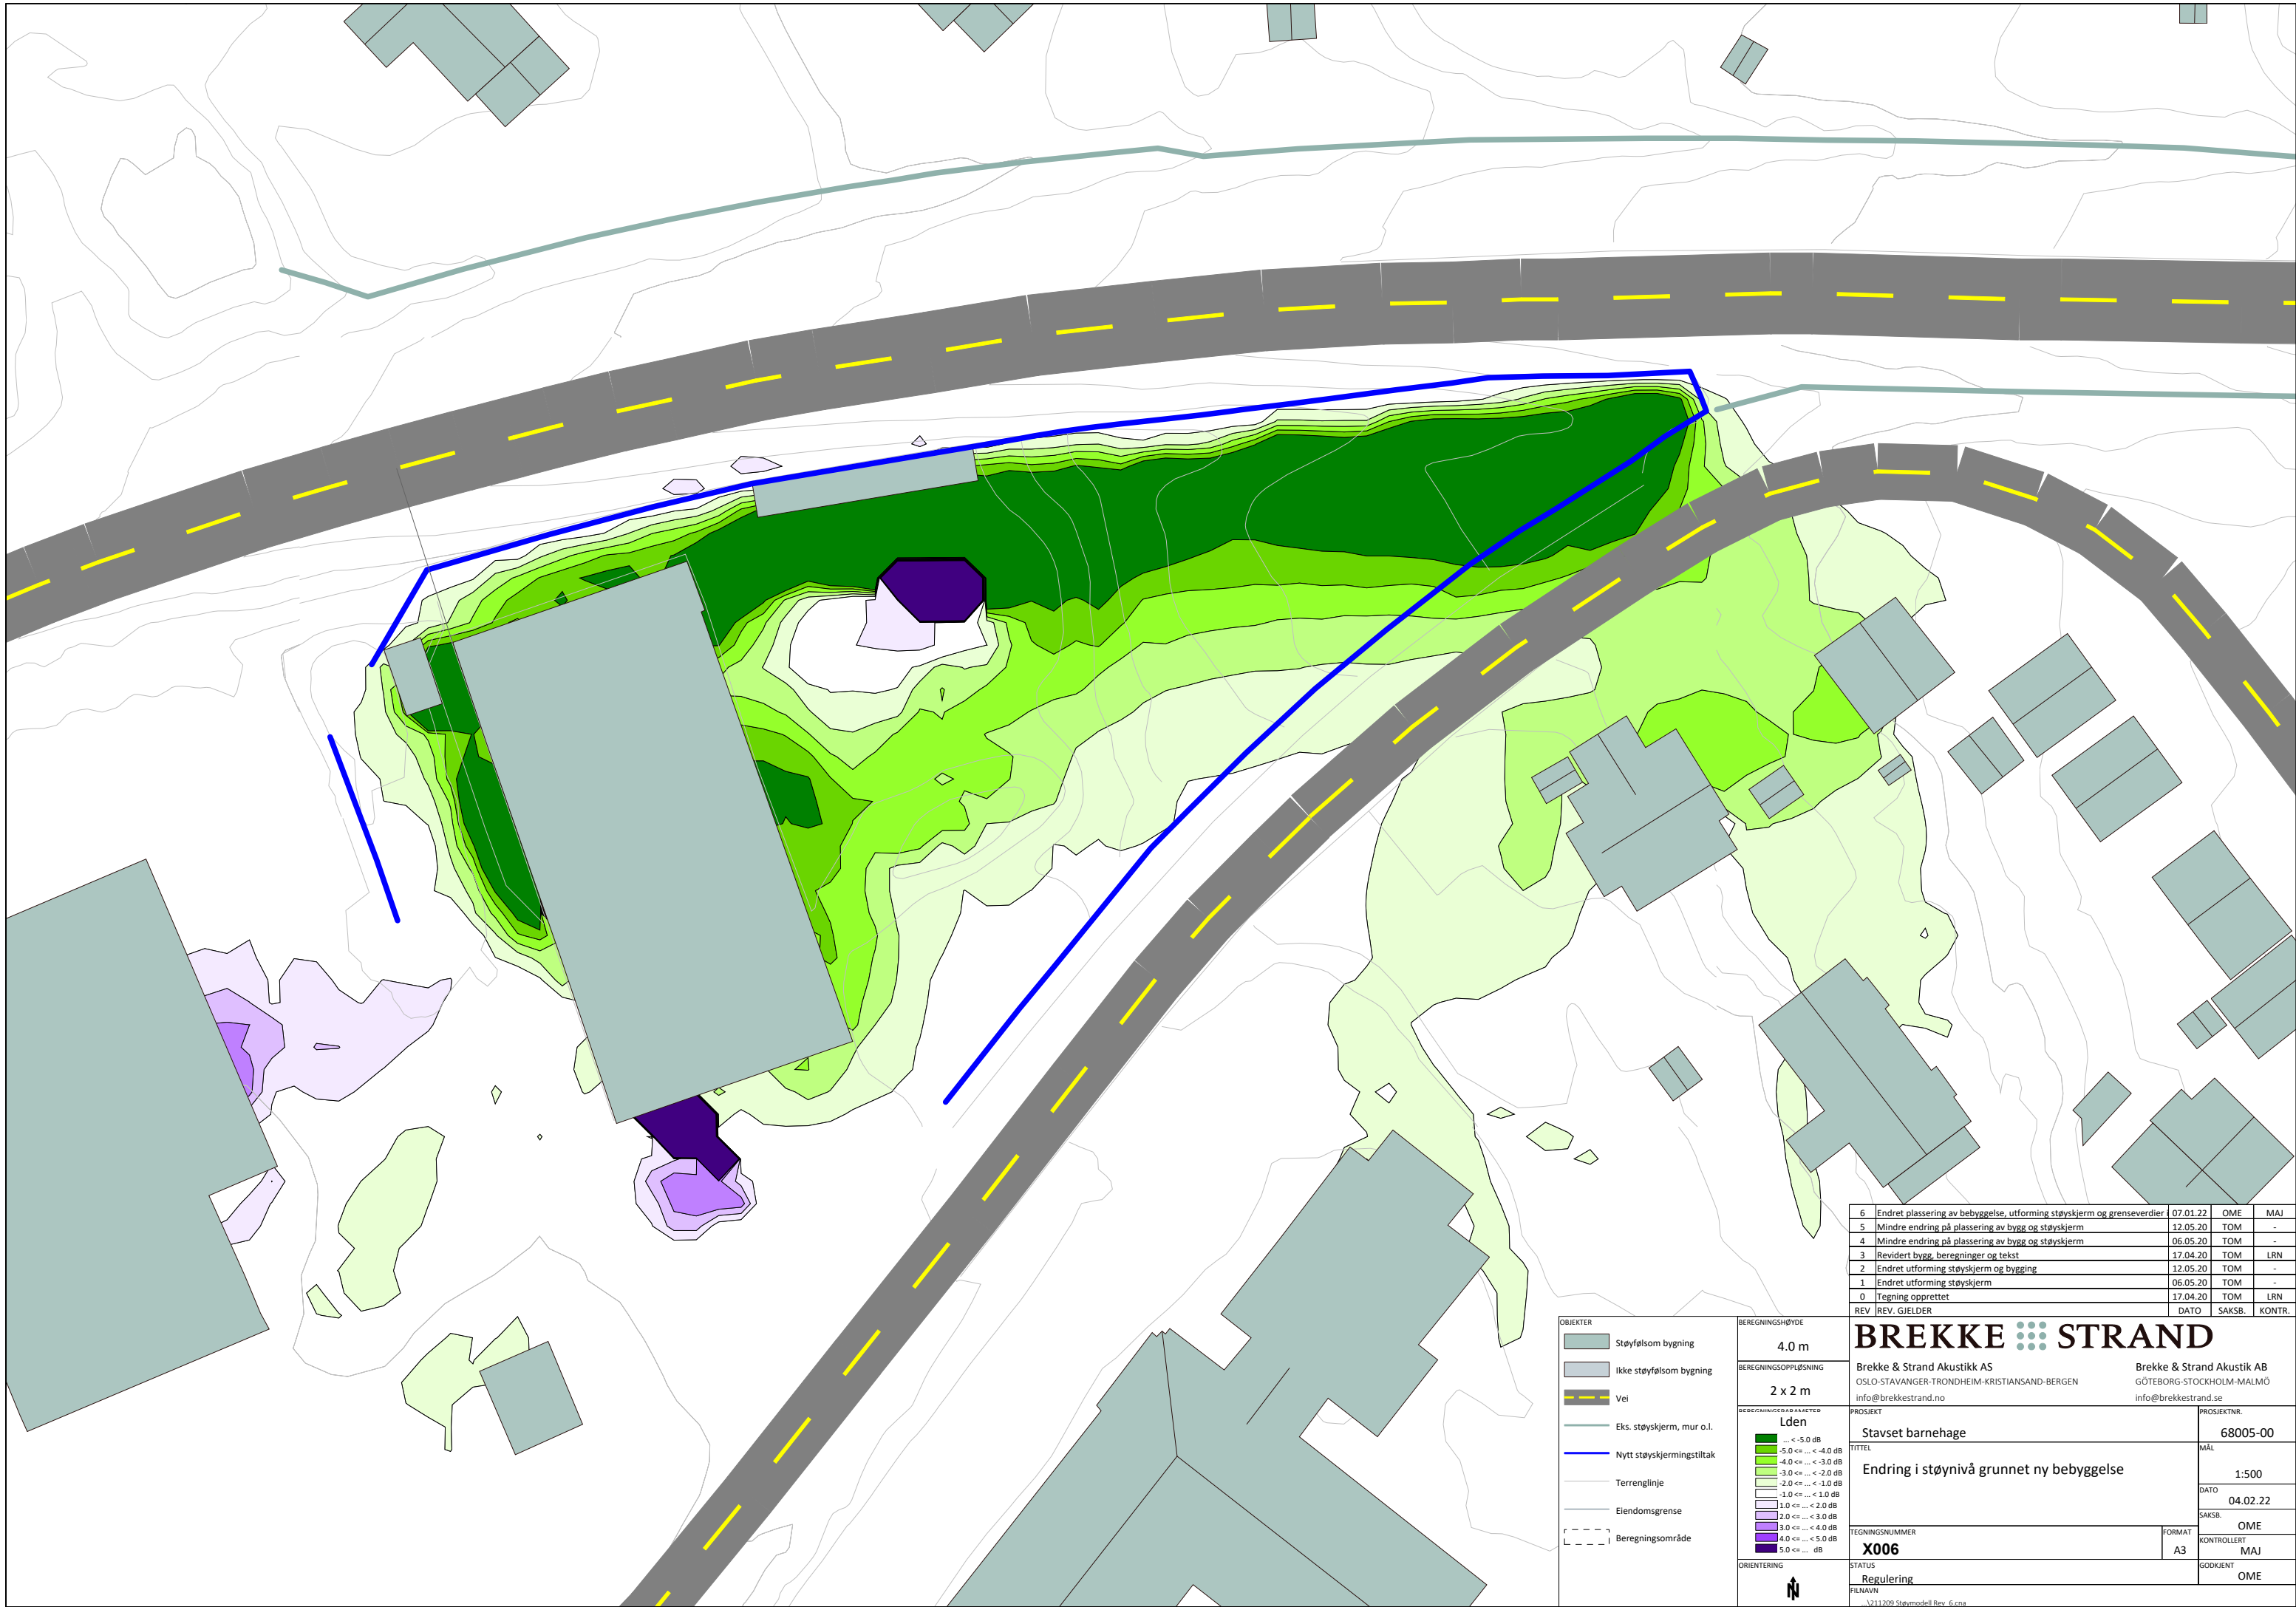 6 Endret plassering av bebyggelse, utforming støyskjerm og grenseverdier i 07.01.22 OME MAJ
5 Mindre endring på plassering av bygg og støyskjerm 12.05.20 TOM -
4 Mindre endring på plassering av bygg og støyskjerm 06.05.20 TOM -
3 Revidert bygg, beregninger og tekst 17.04.20 TOM LRN
2 Endret utforming støyskjerm og bygging 12.05.20 TOM -
1 Endret utforming støyskjerm 06.05.20 TOM -
0 Tegning opprettet 17.04.20 TOM LRN
REV REV. GJELDER DATO SAKSB. KONTR.
OBJEKTER
Støyfølsom bygning
Ikke støyfølsom bygning
Vei
Eks. støyskjerm, mur o.l.
Nytt støyskjermingstiltak
Terrenglinje
Eiendomsgrense
Beregningsområde
BEREGNINGSHØYDE
4.0 m
BEREGNINGSOPPLØSNING
2 x 2 m
BEREGNINGSPARAMETER
Lden
... < -5.0 dB
-5.0 <= ... < -4.0 dB
-4.0 <= ... < -3.0 dB
-3.0 <= ... < -2.0 dB
-2.0 <= ... < -1.0 dB
-1.0 <= ... < 1.0 dB
1.0 <= ... < 2.0 dB
2.0 <= ... < 3.0 dB
3.0 <= ... < 4.0 dB
4.0 <= ... < 5.0 dB
5.0 <= ... dB
ORIENTERING
N
BREKKE STRAND
Brekke & Strand Akustikk AS Brekke & Strand Akustik AB
OSLO-STAVANGER-TRONDHEIM-KRISTIANSAND-BERGEN GÖTEBORG-STOCKHOLM-MALMÖ
info@brekkestrand.no info@brekkestrand.se
PROSJEKT
Stavset barnehage
PROSJEKTNR.
68005-00
TITTEL
Endring i støynivå grunnet ny bebyggelse
MÅL
1:500
DATO
04.02.22
SAKSB.
OME
TEGNINGSNUMMER
X006
FORMAT
A3
KONTROLLERT
MAJ
STATUS
Regulering
GODKJENT
OME
FILNAVN
...\211209 Støymodell Rev_6.cna